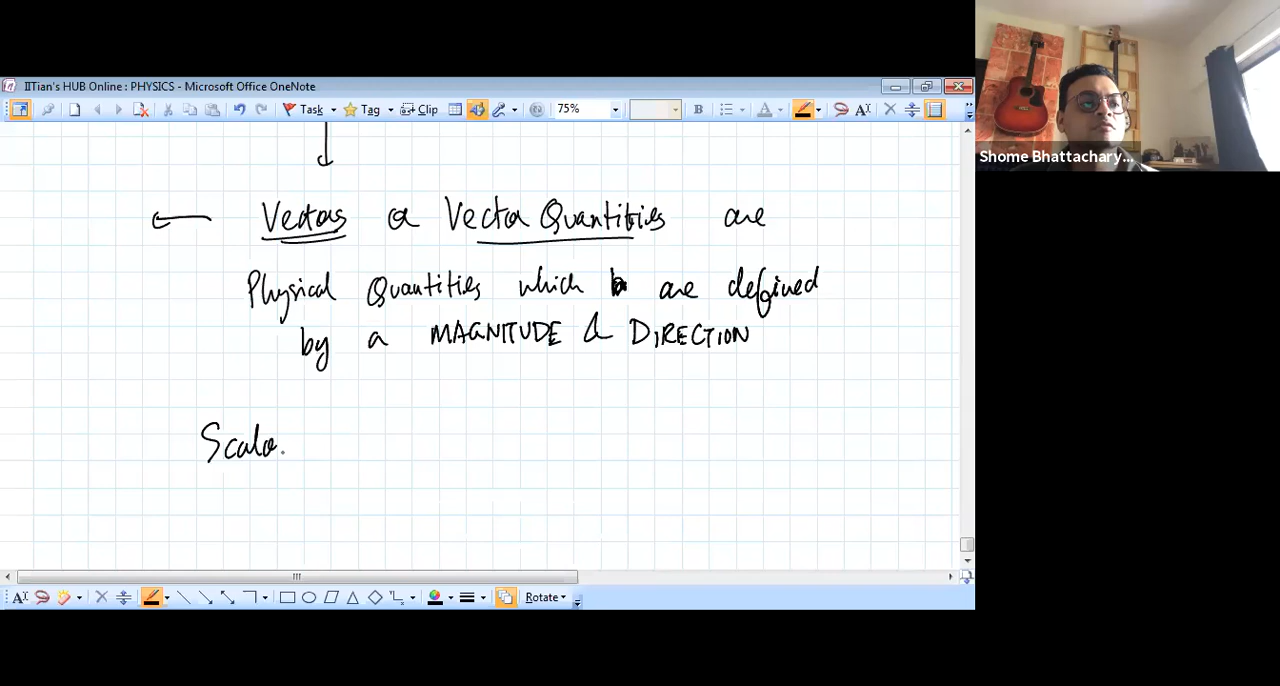 IITian's HUB Online : PHYSICS - Microsoft Office OneNote
Task Tag Clip 75% B A A
Shome Bhattachary...
Vectors or Vector Quantities are
Physical Quantities which are defined
by a MAGNITUDE & DIRECTION
Scala
Rotate